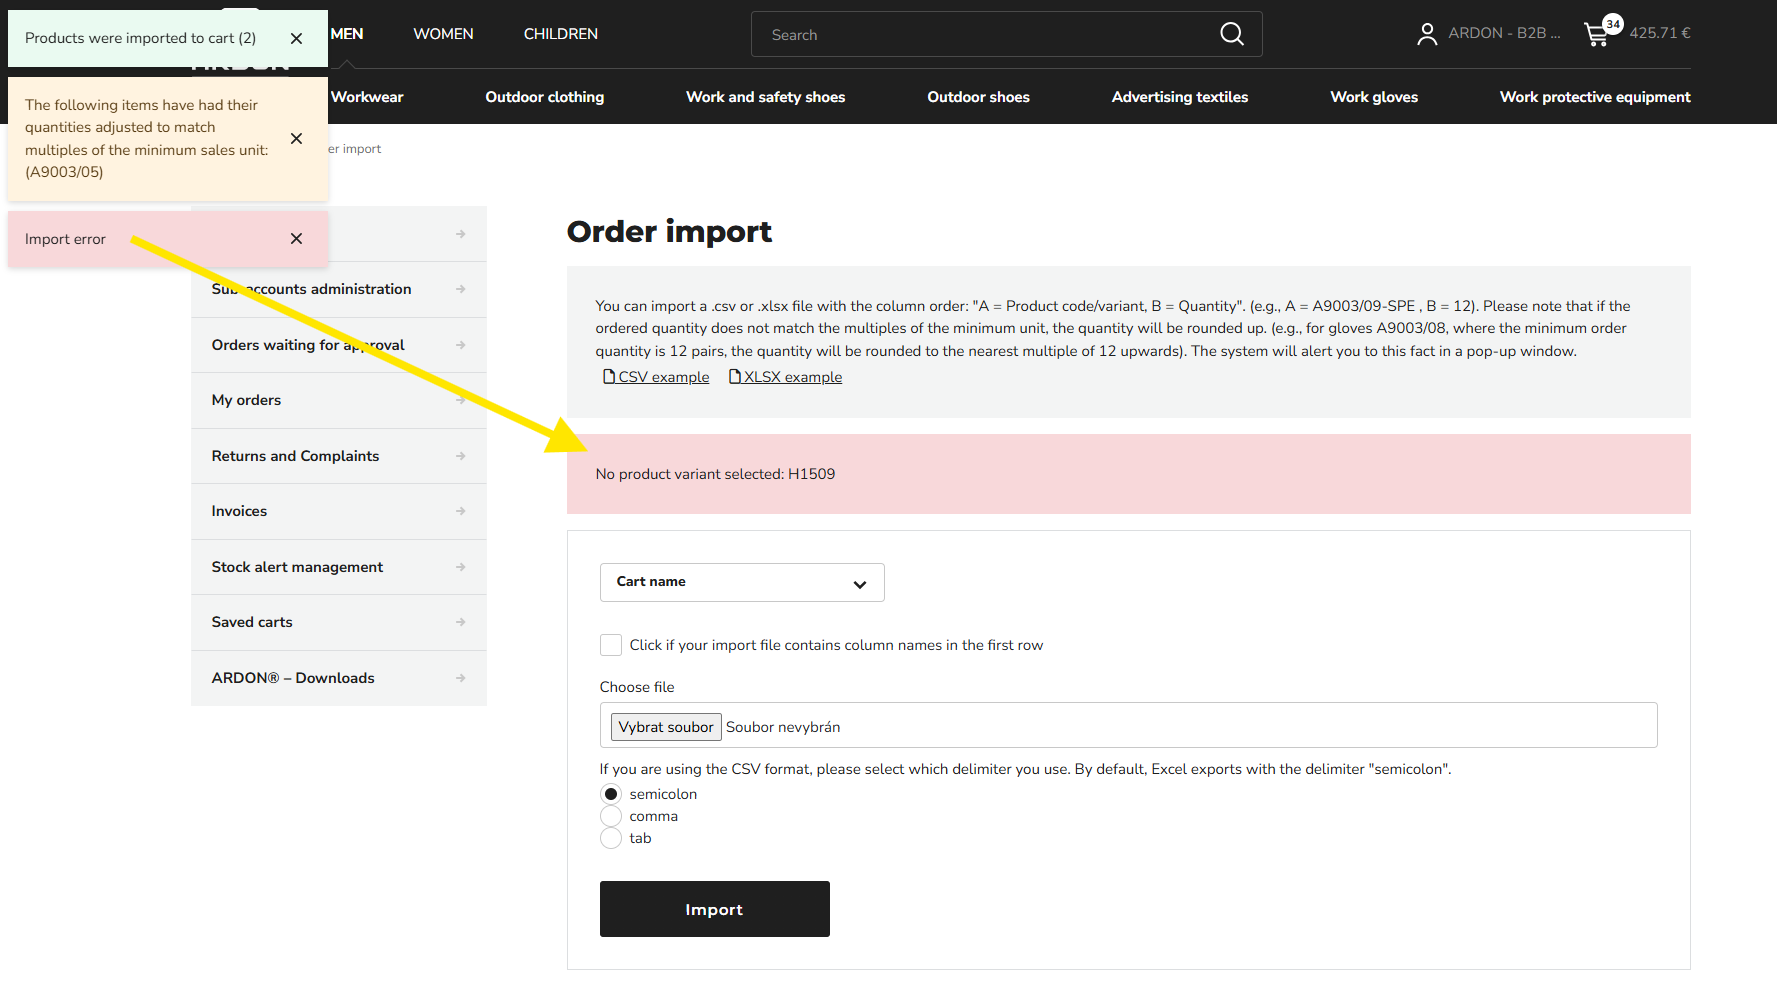 Products were imported to cart (2)
The following items have had their
quantities adjusted to match
multiples of the minimum sales unit:
(A9003/05)
Import error
MEN
WOMEN
CHILDREN
Search
ARDON - B2B ...
34
425.71 €
Workwear
Outdoor clothing
Work and safety shoes
Outdoor shoes
Advertising textiles
Work gloves
Work protective equipment
er import
Sub-accounts administration
Orders waiting for approval
My orders
Returns and Complaints
Invoices
Stock alert management
Saved carts
ARDON® – Downloads
Order import
You can import a .csv or .xlsx file with the column order: "A = Product code/variant, B = Quantity". (e.g., A = A9003/09-SPE , B = 12). Please note that if the
ordered quantity does not match the multiples of the minimum unit, the quantity will be rounded up. (e.g., for gloves A9003/08, where the minimum order
quantity is 12 pairs, the quantity will be rounded to the nearest multiple of 12 upwards). The system will alert you to this fact in a pop-up window.
CSV example XLSX example
No product variant selected: H1509
Cart name
Click if your import file contains column names in the first row
Choose file
Vybrat soubor Soubor nevybrán
If you are using the CSV format, please select which delimiter you use. By default, Excel exports with the delimiter "semicolon".
semicolon
comma
tab
Import